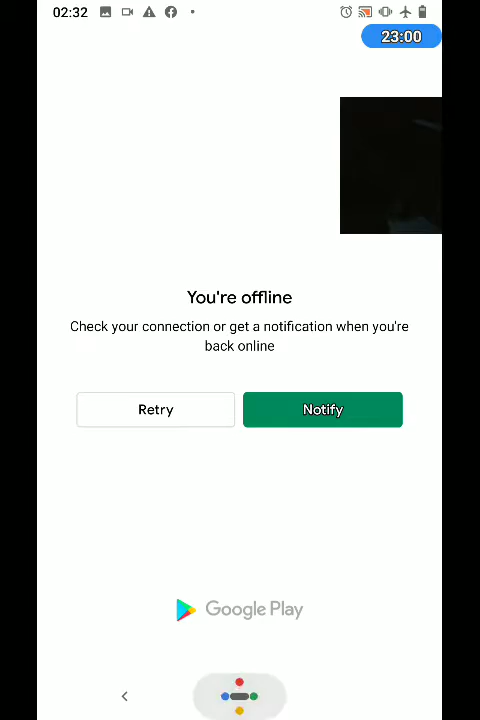 02:32
23:00
You're offline
Check your connection or get a notification when you're
back online
Retry
Notify
Google Play